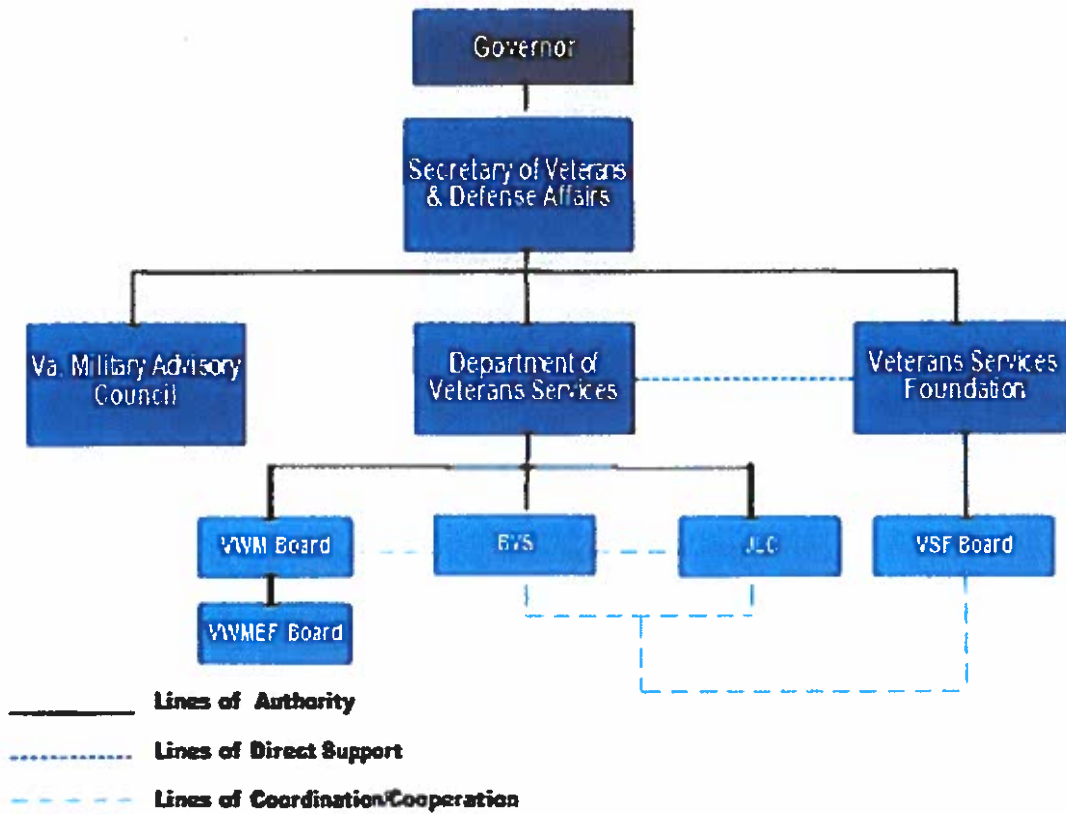 Governor
Secretary of Veterans
& Defense Affairs
Va. Military Advisory
Council
Department of
Veterans Services
Veterans Services
Foundation
VWM Board
BVS
JLC
VSF Board
VWMEF Board
Lines of Authority
Lines of Direct Support
Lines of Coordination/Cooperation